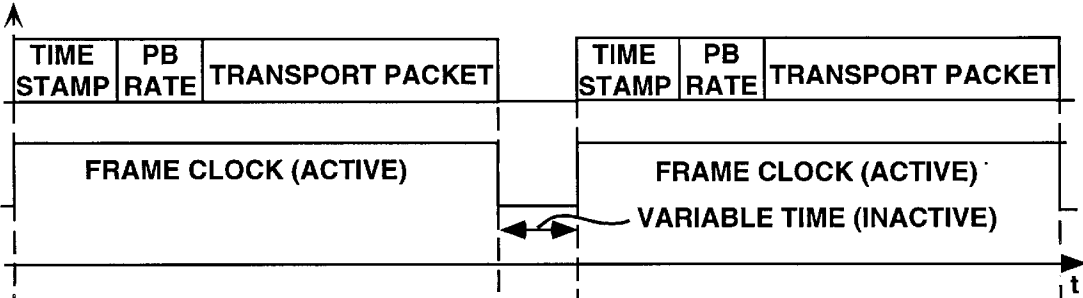 TIME STAMP PB RATE TRANSPORT PACKET TIME STAMP PB RATE TRANSPORT PACKET
FRAME CLOCK (ACTIVE) FRAME CLOCK (ACTIVE)
VARIABLE TIME (INACTIVE)
t